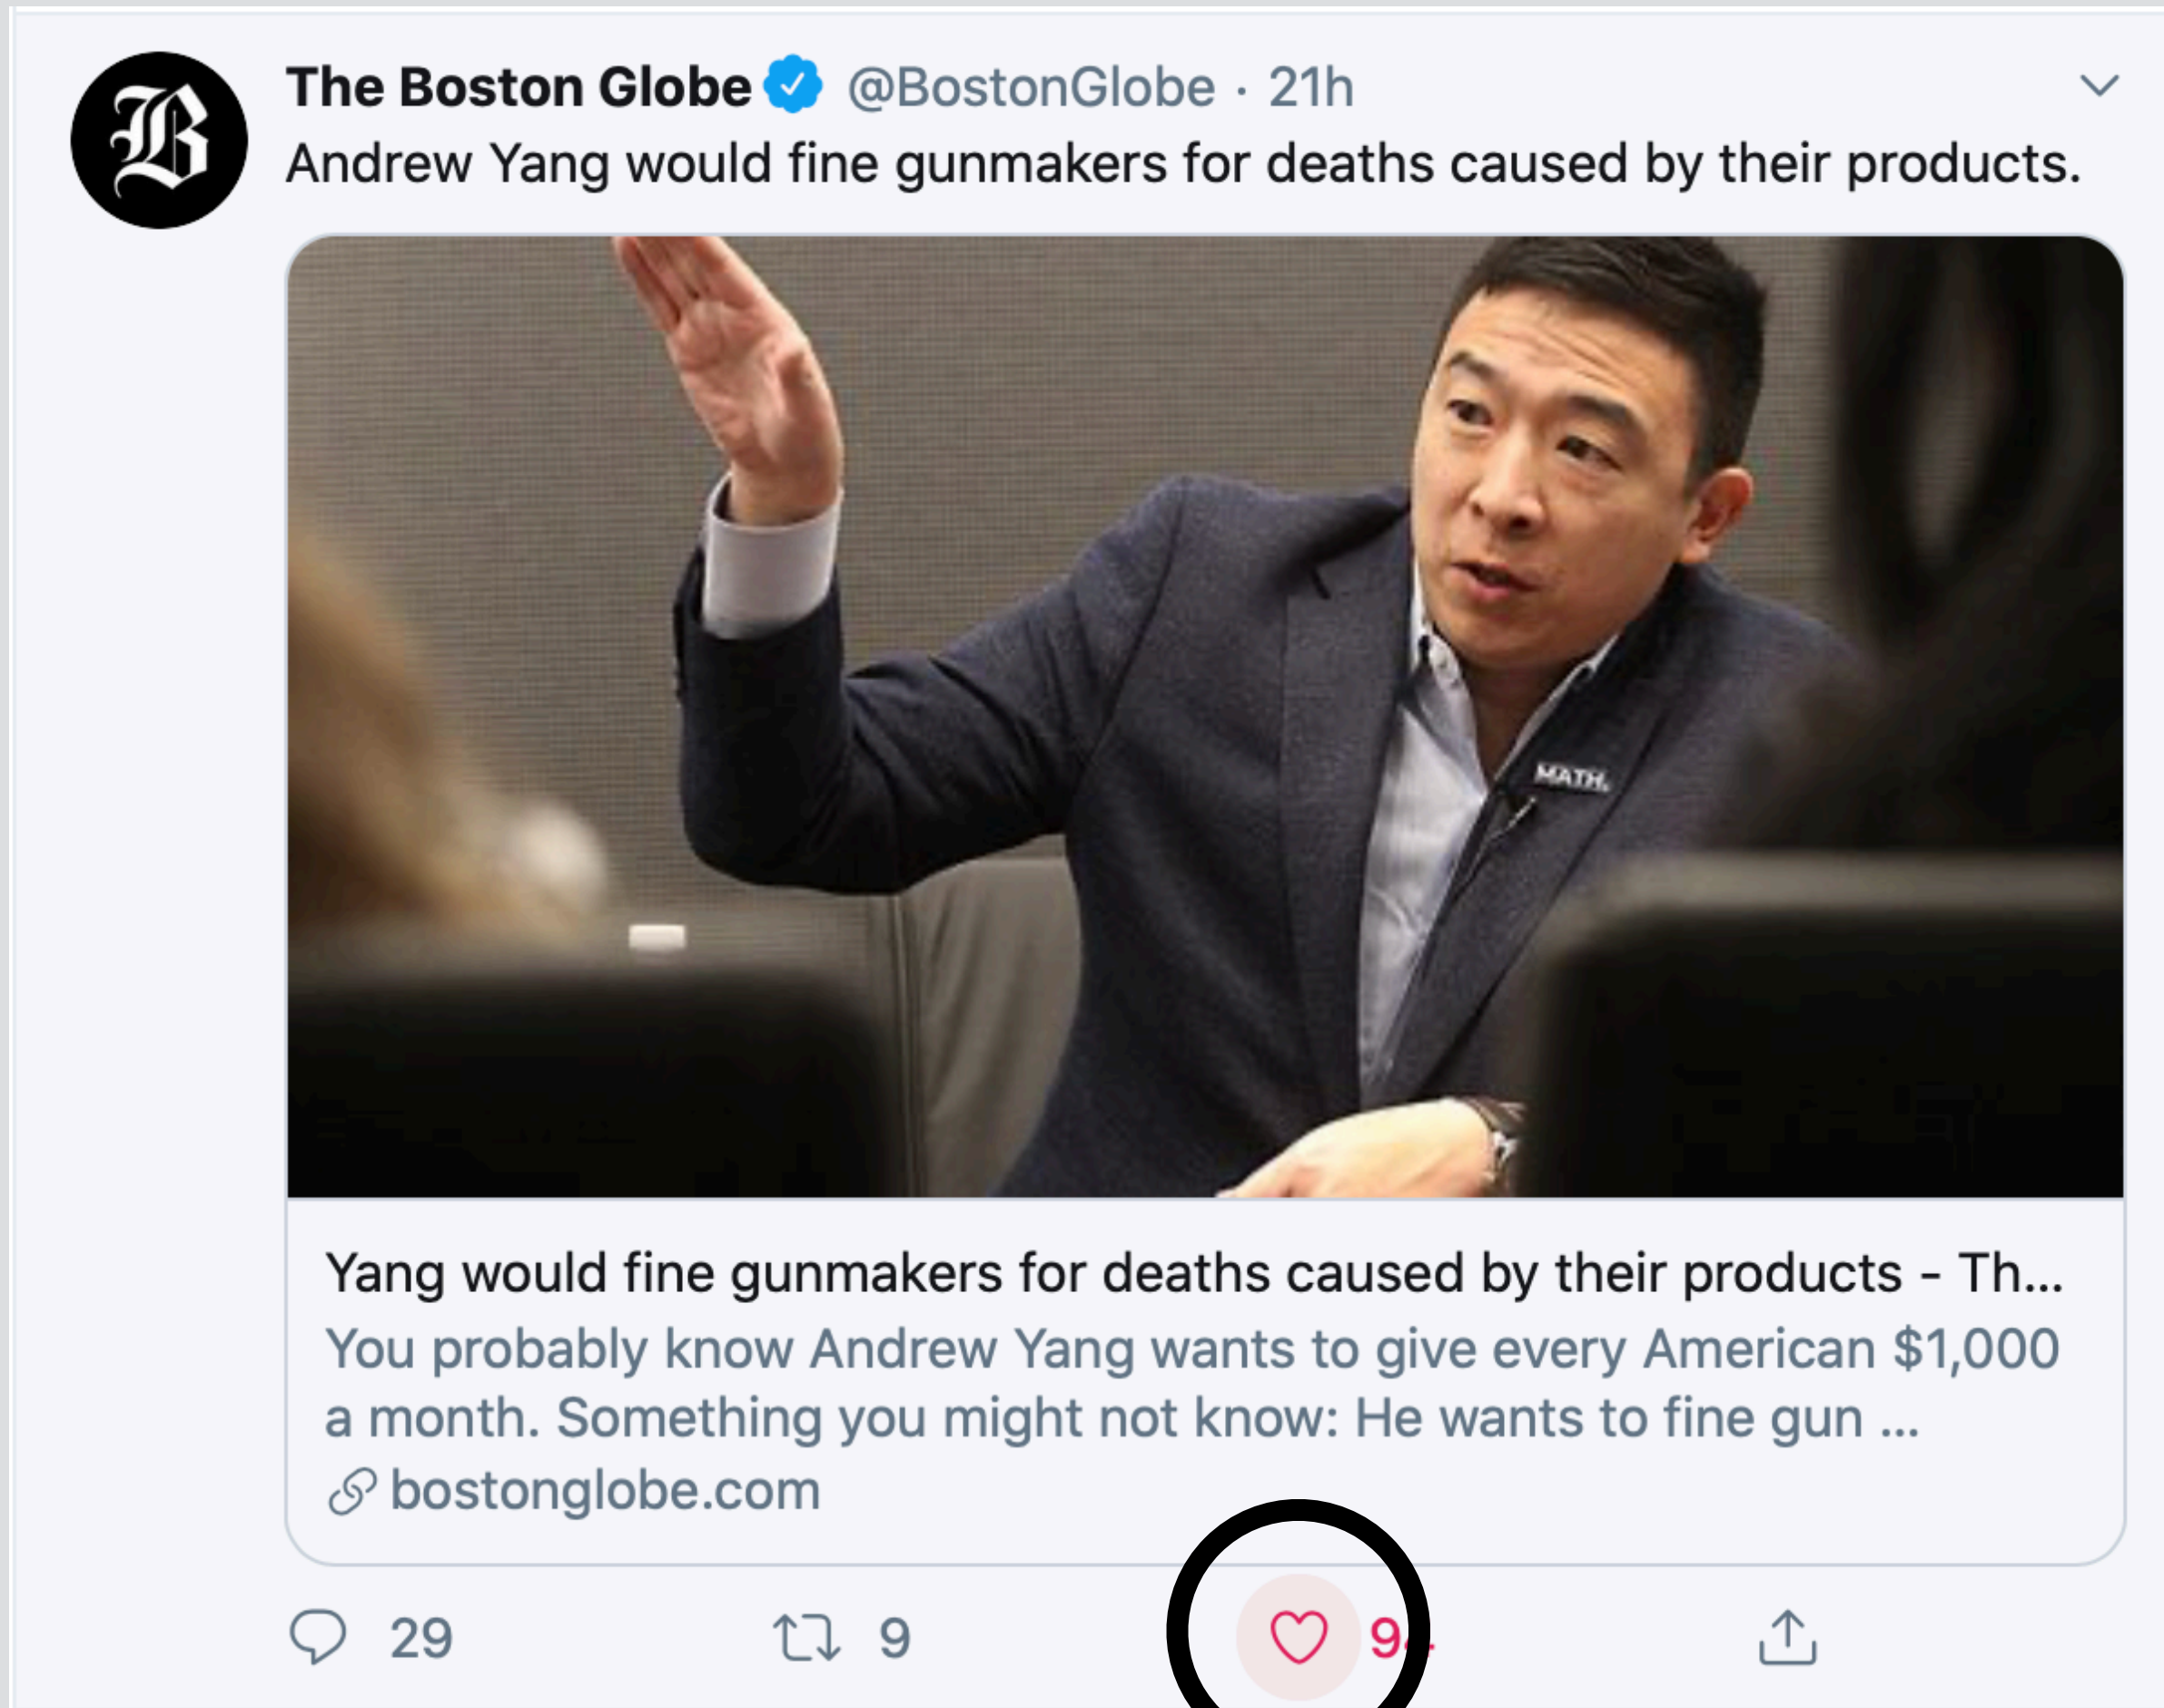 The Boston Globe @BostonGlobe · 21h
Andrew Yang would fine gunmakers for deaths caused by their products.
MATH.
Yang would fine gunmakers for deaths caused by their products - Th...
You probably know Andrew Yang wants to give every American $1,000
a month. Something you might not know: He wants to fine gun ...
bostonglobe.com
29 9